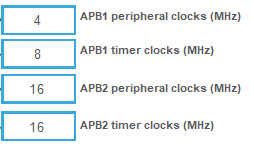 4 APB1 peripheral clocks (MHz)
8 APB1 timer clocks (MHz)
16 APB2 peripheral clocks (MHz)
16 APB2 timer clocks (MHz)